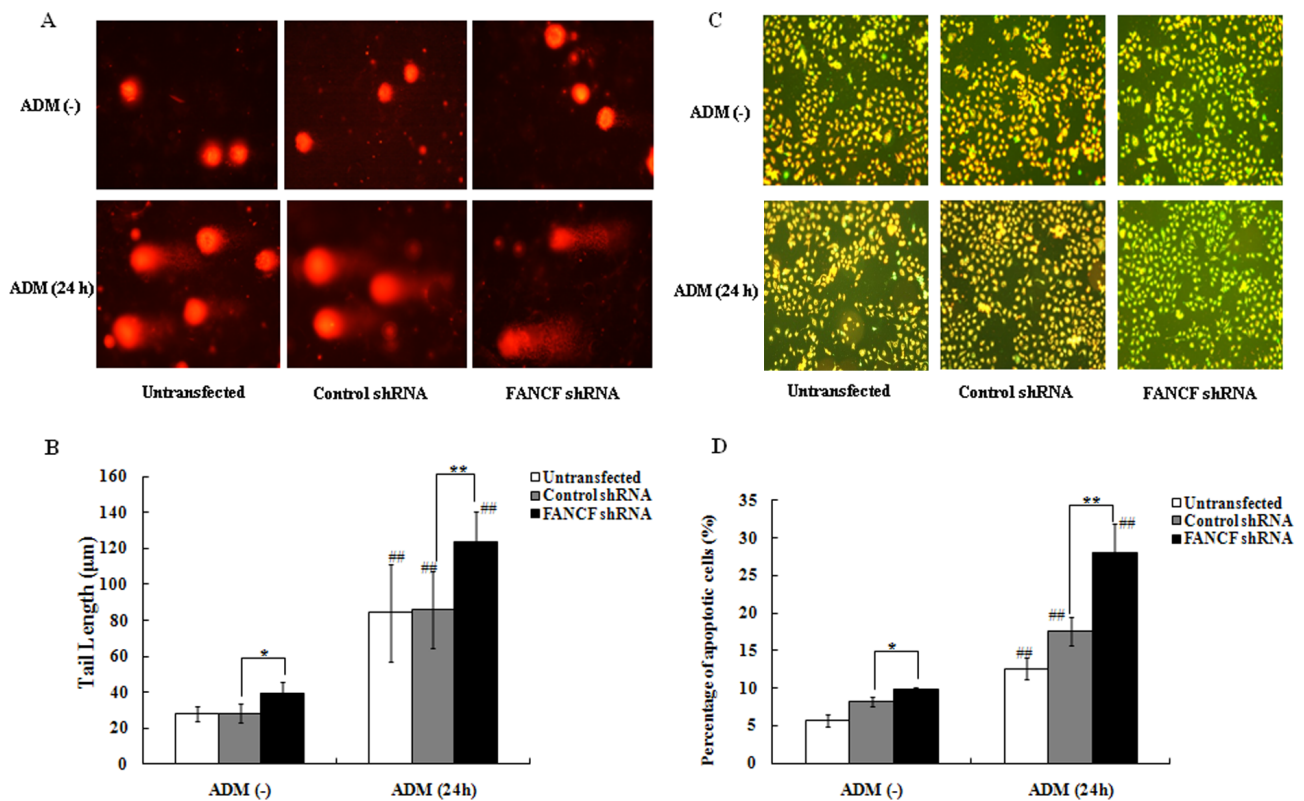 A
ADM (-)
ADM (24 h)
Untransfected
Control shRNA
FANCF shRNA
C
ADM (-)
ADM (24 h)
Untransfected
Control shRNA
FANCF shRNA
B
Tail Length (μm)
160
140
120
100
80
60
40
20
0
*
##
##
**
##
Untransfected
Control shRNA
FANCF shRNA
ADM (-)
ADM (24h)
D
Percentage of apoptotic cells (%)
35
30
25
20
15
10
5
0
*
##
##
**
##
Untransfected
Control shRNA
FANCF shRNA
ADM (-)
ADM (24h)